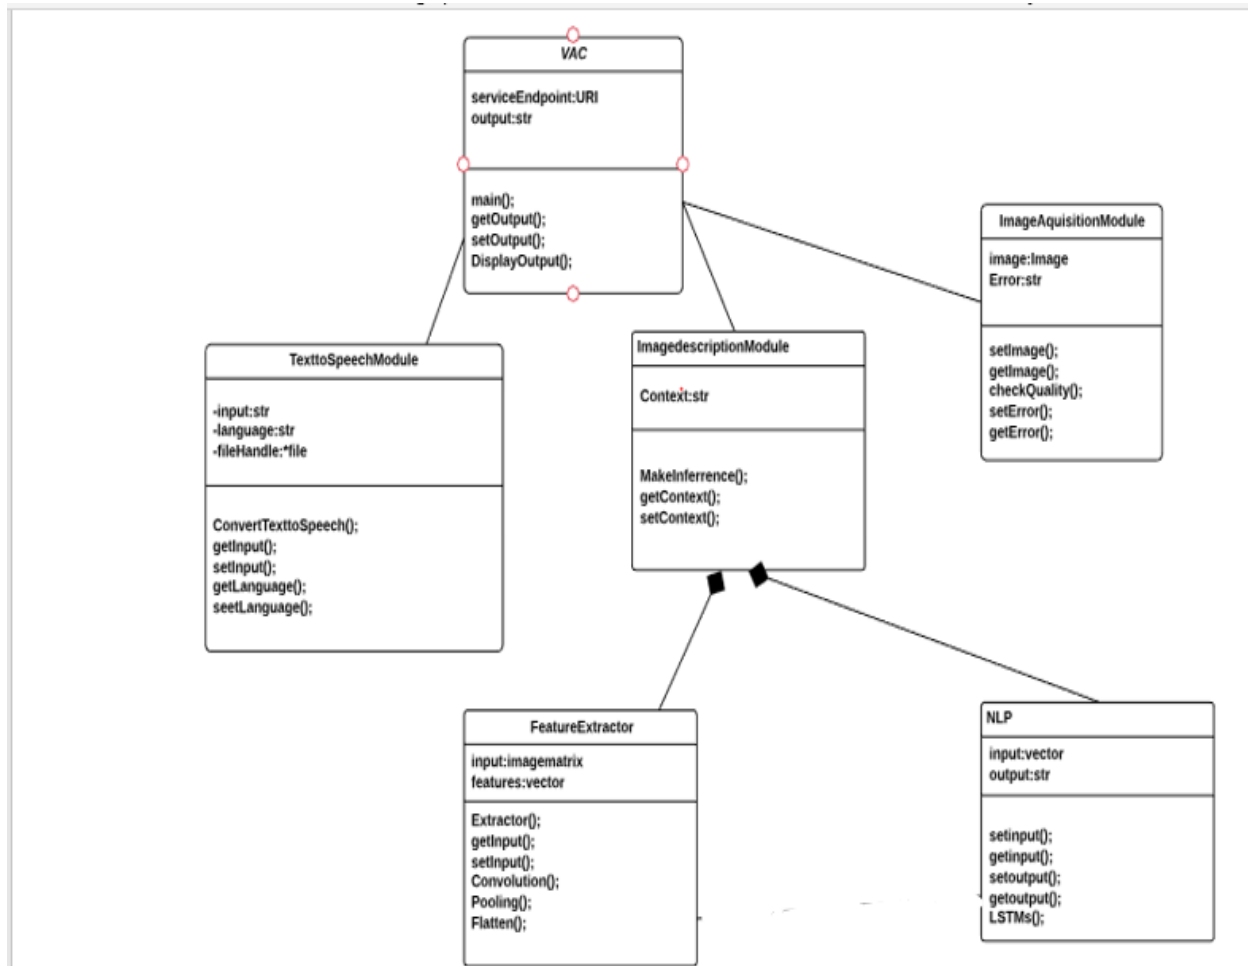 VAC
serviceEndpoint:URI
output:str
main();
getOutput();
setOutput();
DisplayOutput();
ImageAquisitionModule
image:Image
Error:str
setImage();
getImage();
checkQuality();
setError();
getError();
TexttoSpeechModule
-input:str
-language:str
-fileHandle:*file
ConvertTexttoSpeech();
getInput();
setInput();
getLanguage();
seetLanguage();
ImagedescriptionModule
Context:str
MakeInferrence();
getContext();
setContext();
FeatureExtractor
input:imagematrix
features:vector
Extractor();
getInput();
setInput();
Convolution();
Pooling();
Flatten();
NLP
input:vector
output:str
setinput();
getinput();
setoutput();
getoutput();
LSTMs();